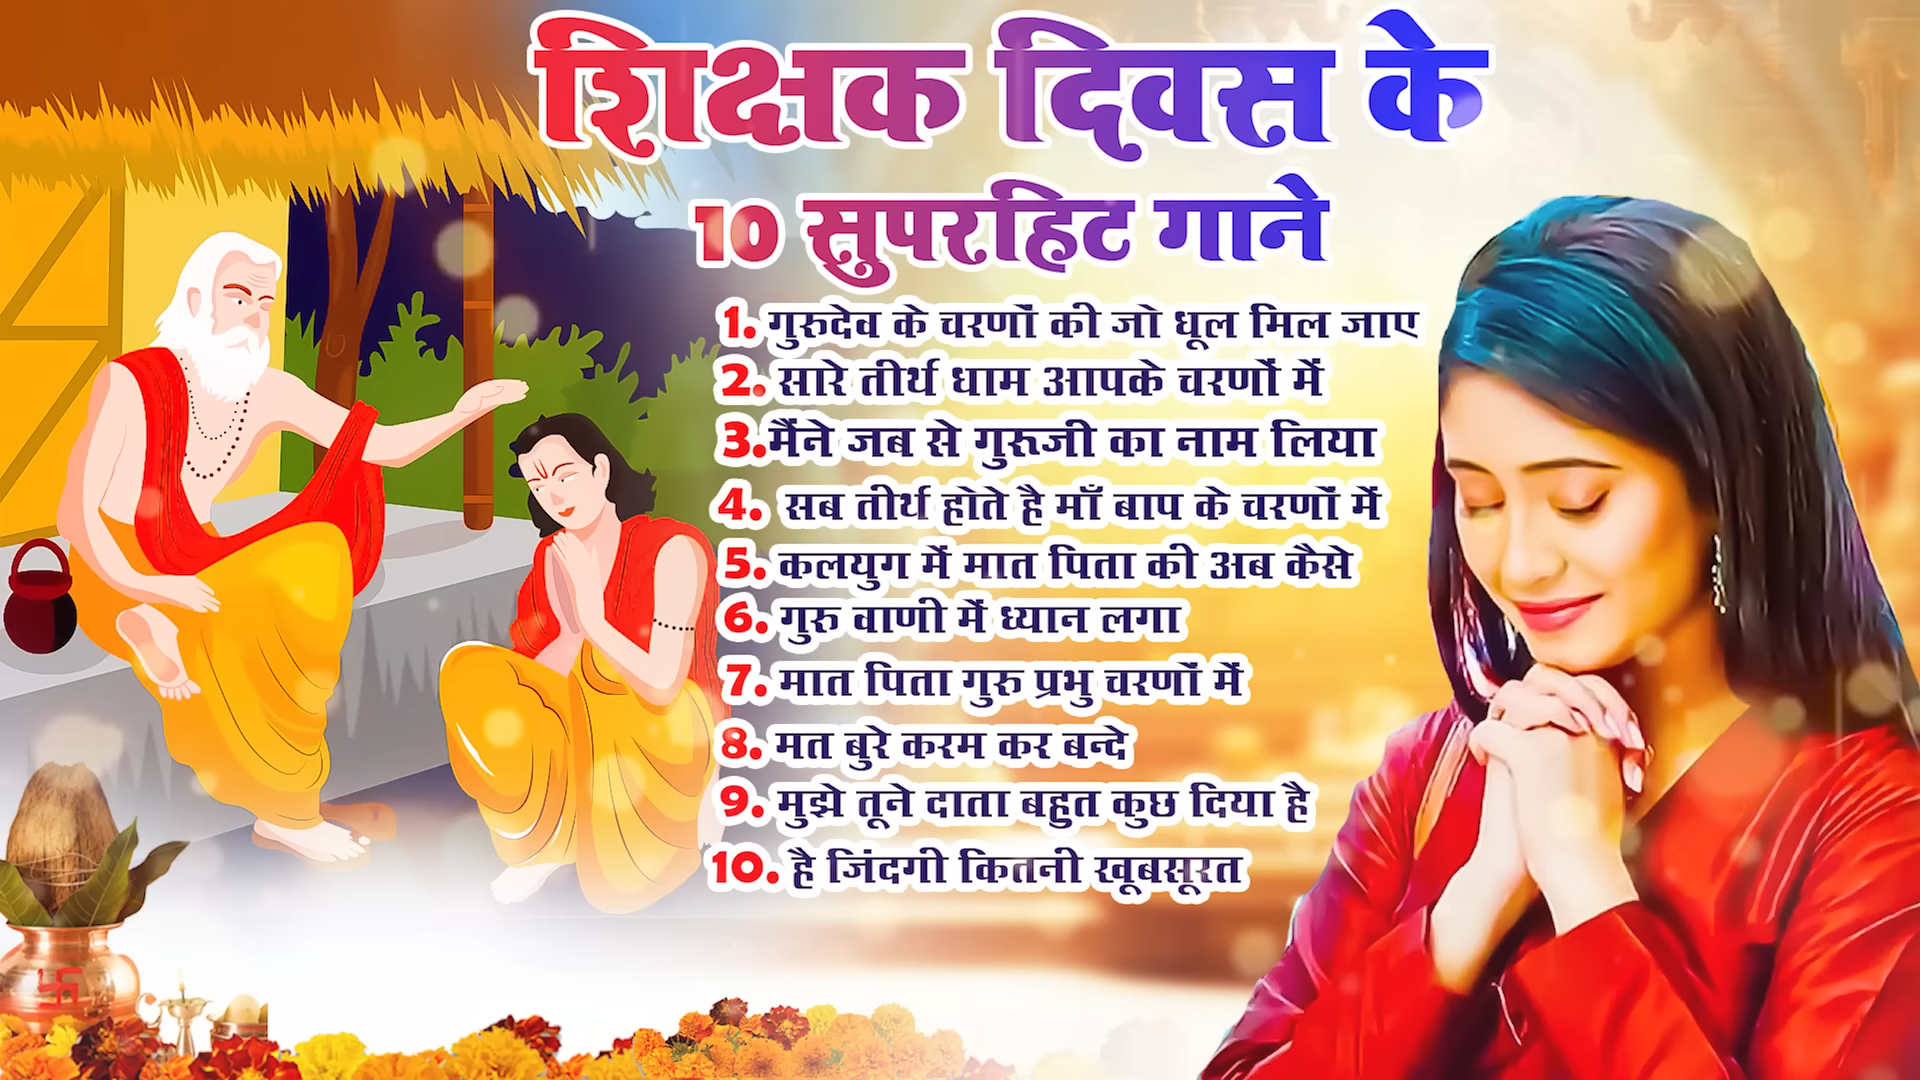 शिक्षक दिवस के
10 सुपरहिट गाने
1. गुरुदेव के चरणों की जो धूल मिल जाए
2. सारे तीर्थ धाम आपके चरणों में
3.मैंने जब से गुरूजी का नाम लिया
4. सब तीर्थ होते है माँ बाप के चरणों में
5. कलयुग में मात पिता की अब कैसे
6. गुरु वाणी में ध्यान लगा
7. मात पिता गुरु प्रभु चरणों में
8. मत बुरे करम कर बन्दे
9. मुझे तूने दाता बहुत कुछ दिया है
10. है जिंदगी कितनी खूबसूरत